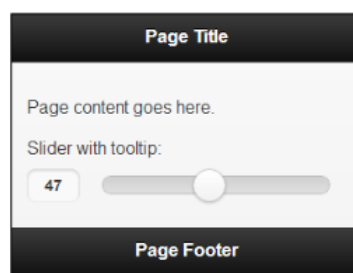 Page Title
Page content goes here.
Slider with tooltip:
47
Page Footer